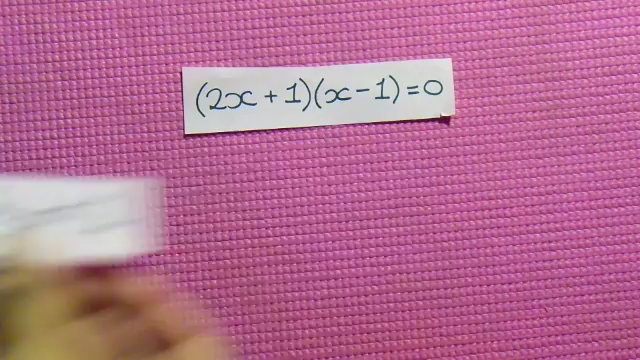 (2x + 1)(x - 1) = 0